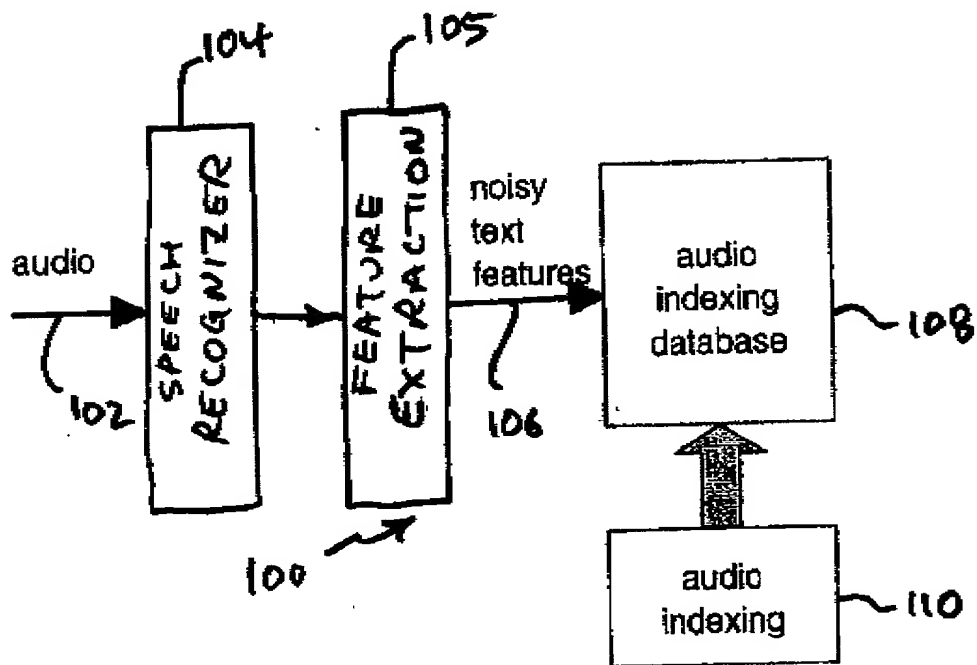 104
105
audio
102
SPEECH
RECOGNIZER
FEATURE
EXTRACTION
noisy
text
features
106
audio
indexing
database
108
100
audio
indexing
110